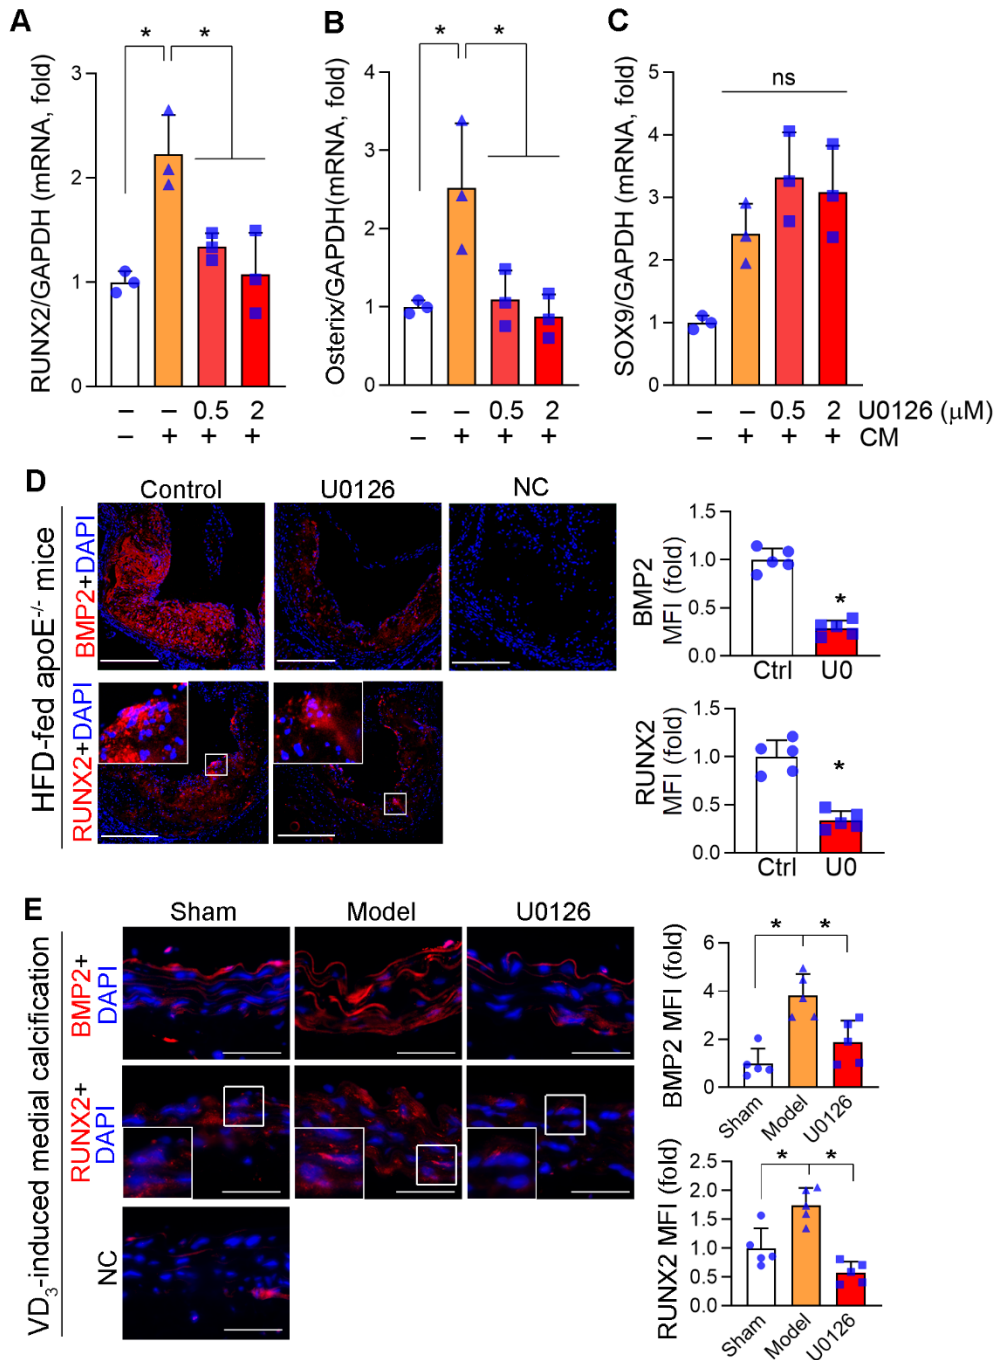 A
* *
RUNX2/GAPDH (mRNA, fold)
3
2
1
0
– – 0.5 2
– + + +
B
* *
Osterix/GAPDH(mRNA, fold)
4
3
2
1
0
– – 0.5 2
– + + +
C
ns
SOX9/GAPDH (mRNA, fold)
5
4
3
2
1
0
– – 0.5 2 U0126 (μM)
– + + + CM
D
HFD-fed apoE-/- mice
Control U0126 NC
BMP2+DAPI
RUNX2+DAPI
BMP2
MFI (fold)
1.5
1.0
0.5
0.0
*
Ctrl U0
RUNX2
MFI (fold)
1.5
1.0
0.5
0.0
*
Ctrl U0
E
VD3-induced medial calcification
Sham Model U0126
BMP2+
DAPI
RUNX2+
DAPI
NC
BMP2 MFI (fold)
6
4
2
0
* *
Sham Model U0126
RUNX2 MFI (fold)
2.5
2.0
1.5
1.0
0.5
0.0
* *
Sham Model U0126